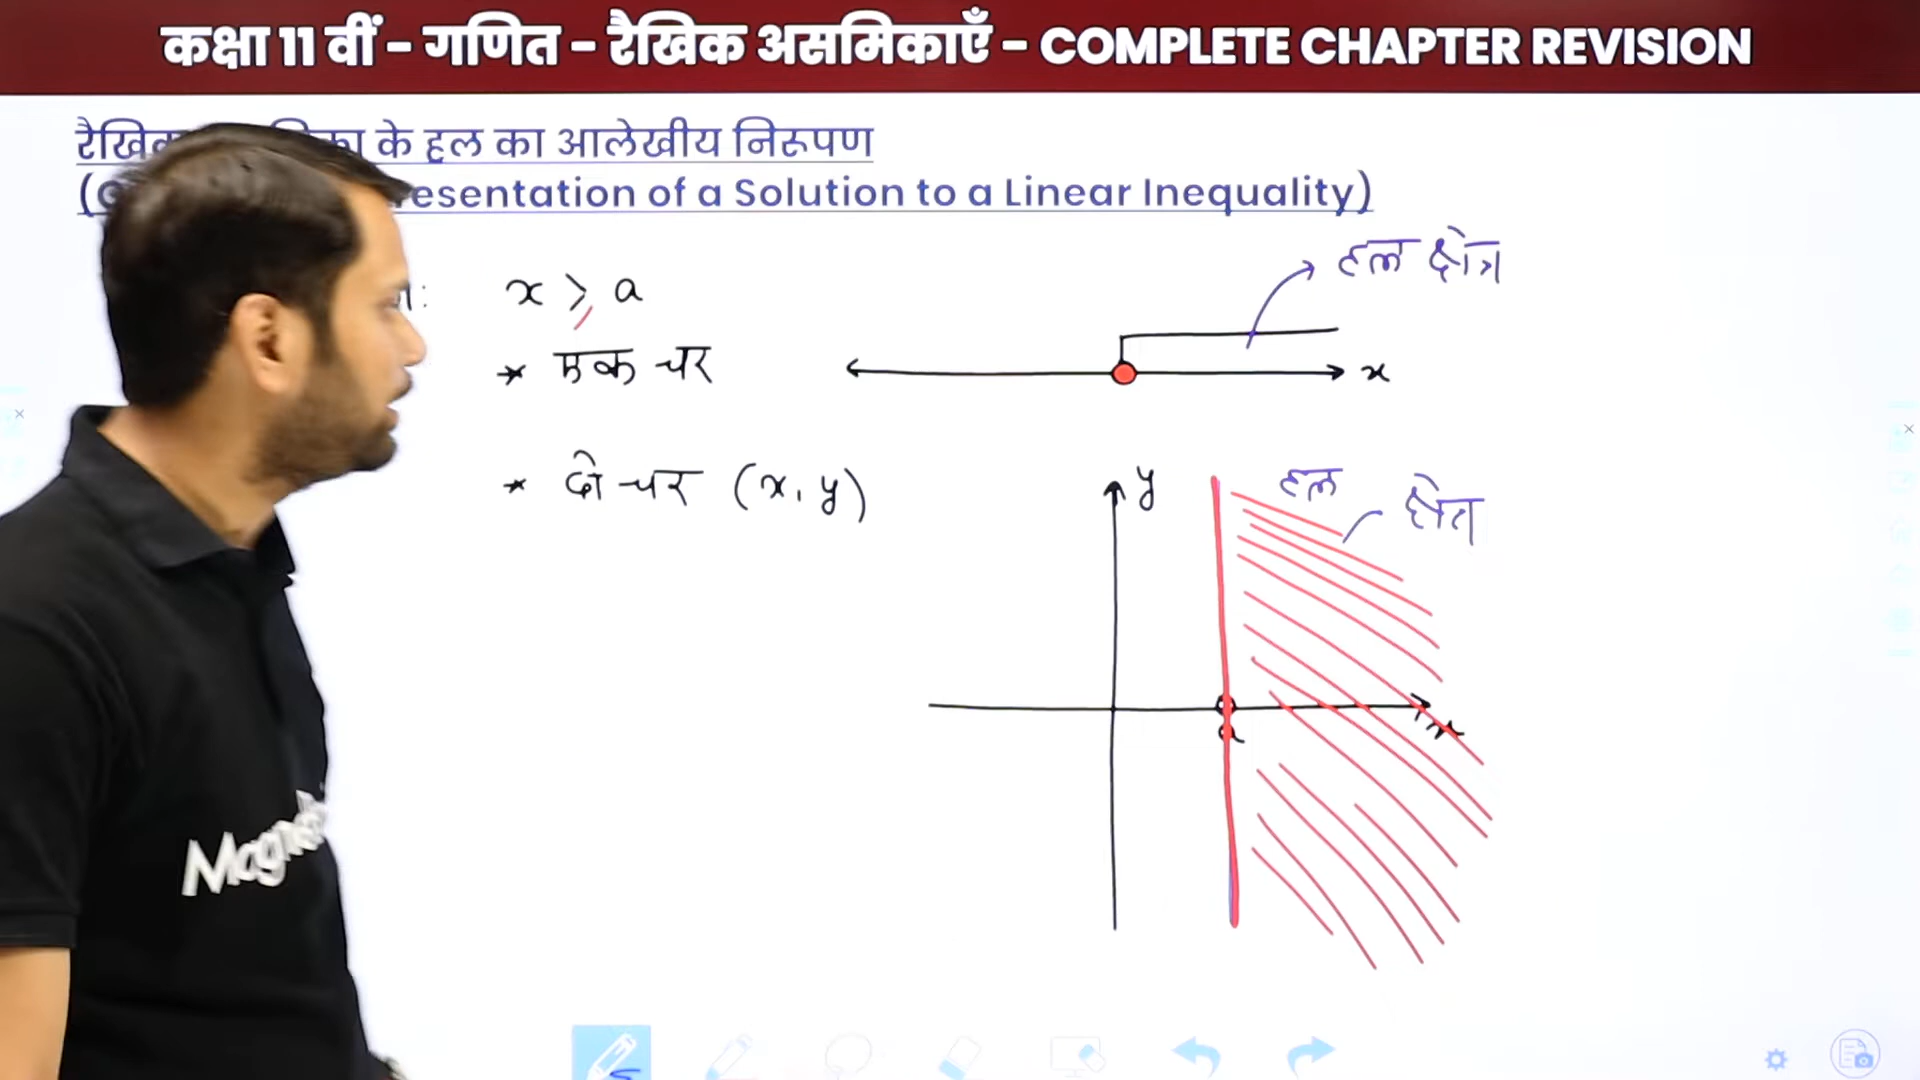 कक्षा 11 वीं - गणित - रैखिक असमिकाएँ - COMPLETE CHAPTER REVISION
के हल का आलेखीय निरूपण
esentation of a Solution to a Linear Inequality)
x ≥ a
हल क्षेत्र
* एक चर
x
* दो चर (x, y)
y
हल क्षेत्र
a
x
Magne